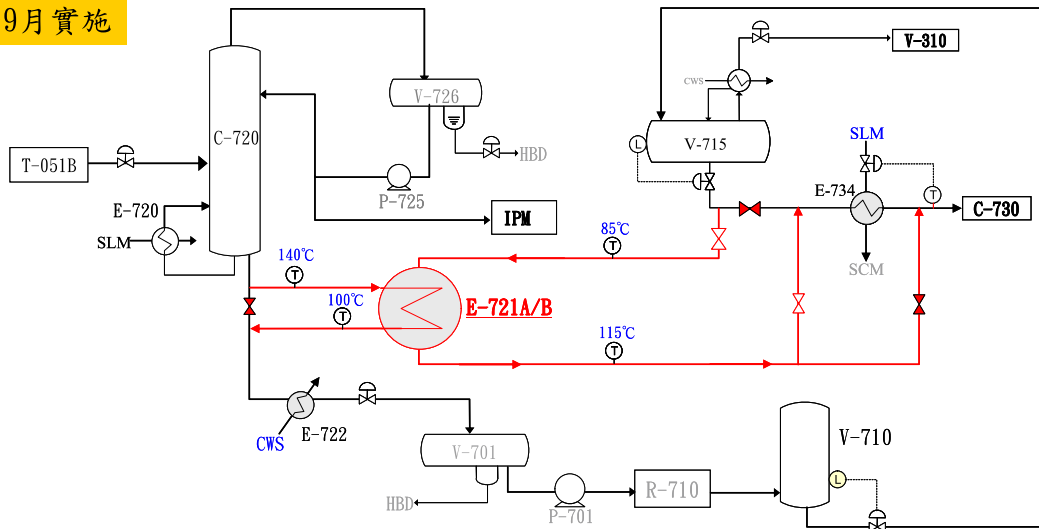 9月實施
V-310
CWS
V-726
C-720
V-715
L
SLM
T-051B
HBD
E-734
T
P-725
E-720
IPM
C-730
SLM
85℃
T
SCM
140℃
T
100℃
T
E-721A/B
115℃
T
CWS
E-722
V-701
V-710
HBD
P-701
R-710
L